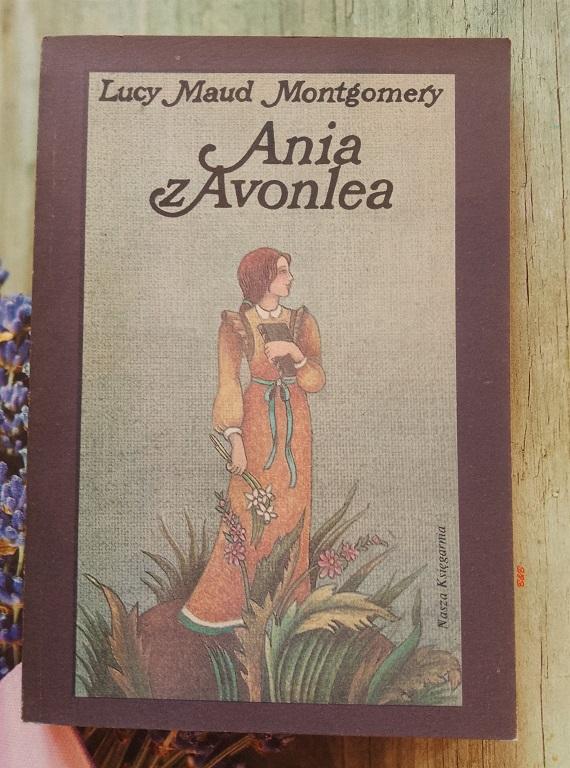 Lucy Maud Montgomery
Ania
z Avonlea
Nasza Księgarnia
B&B